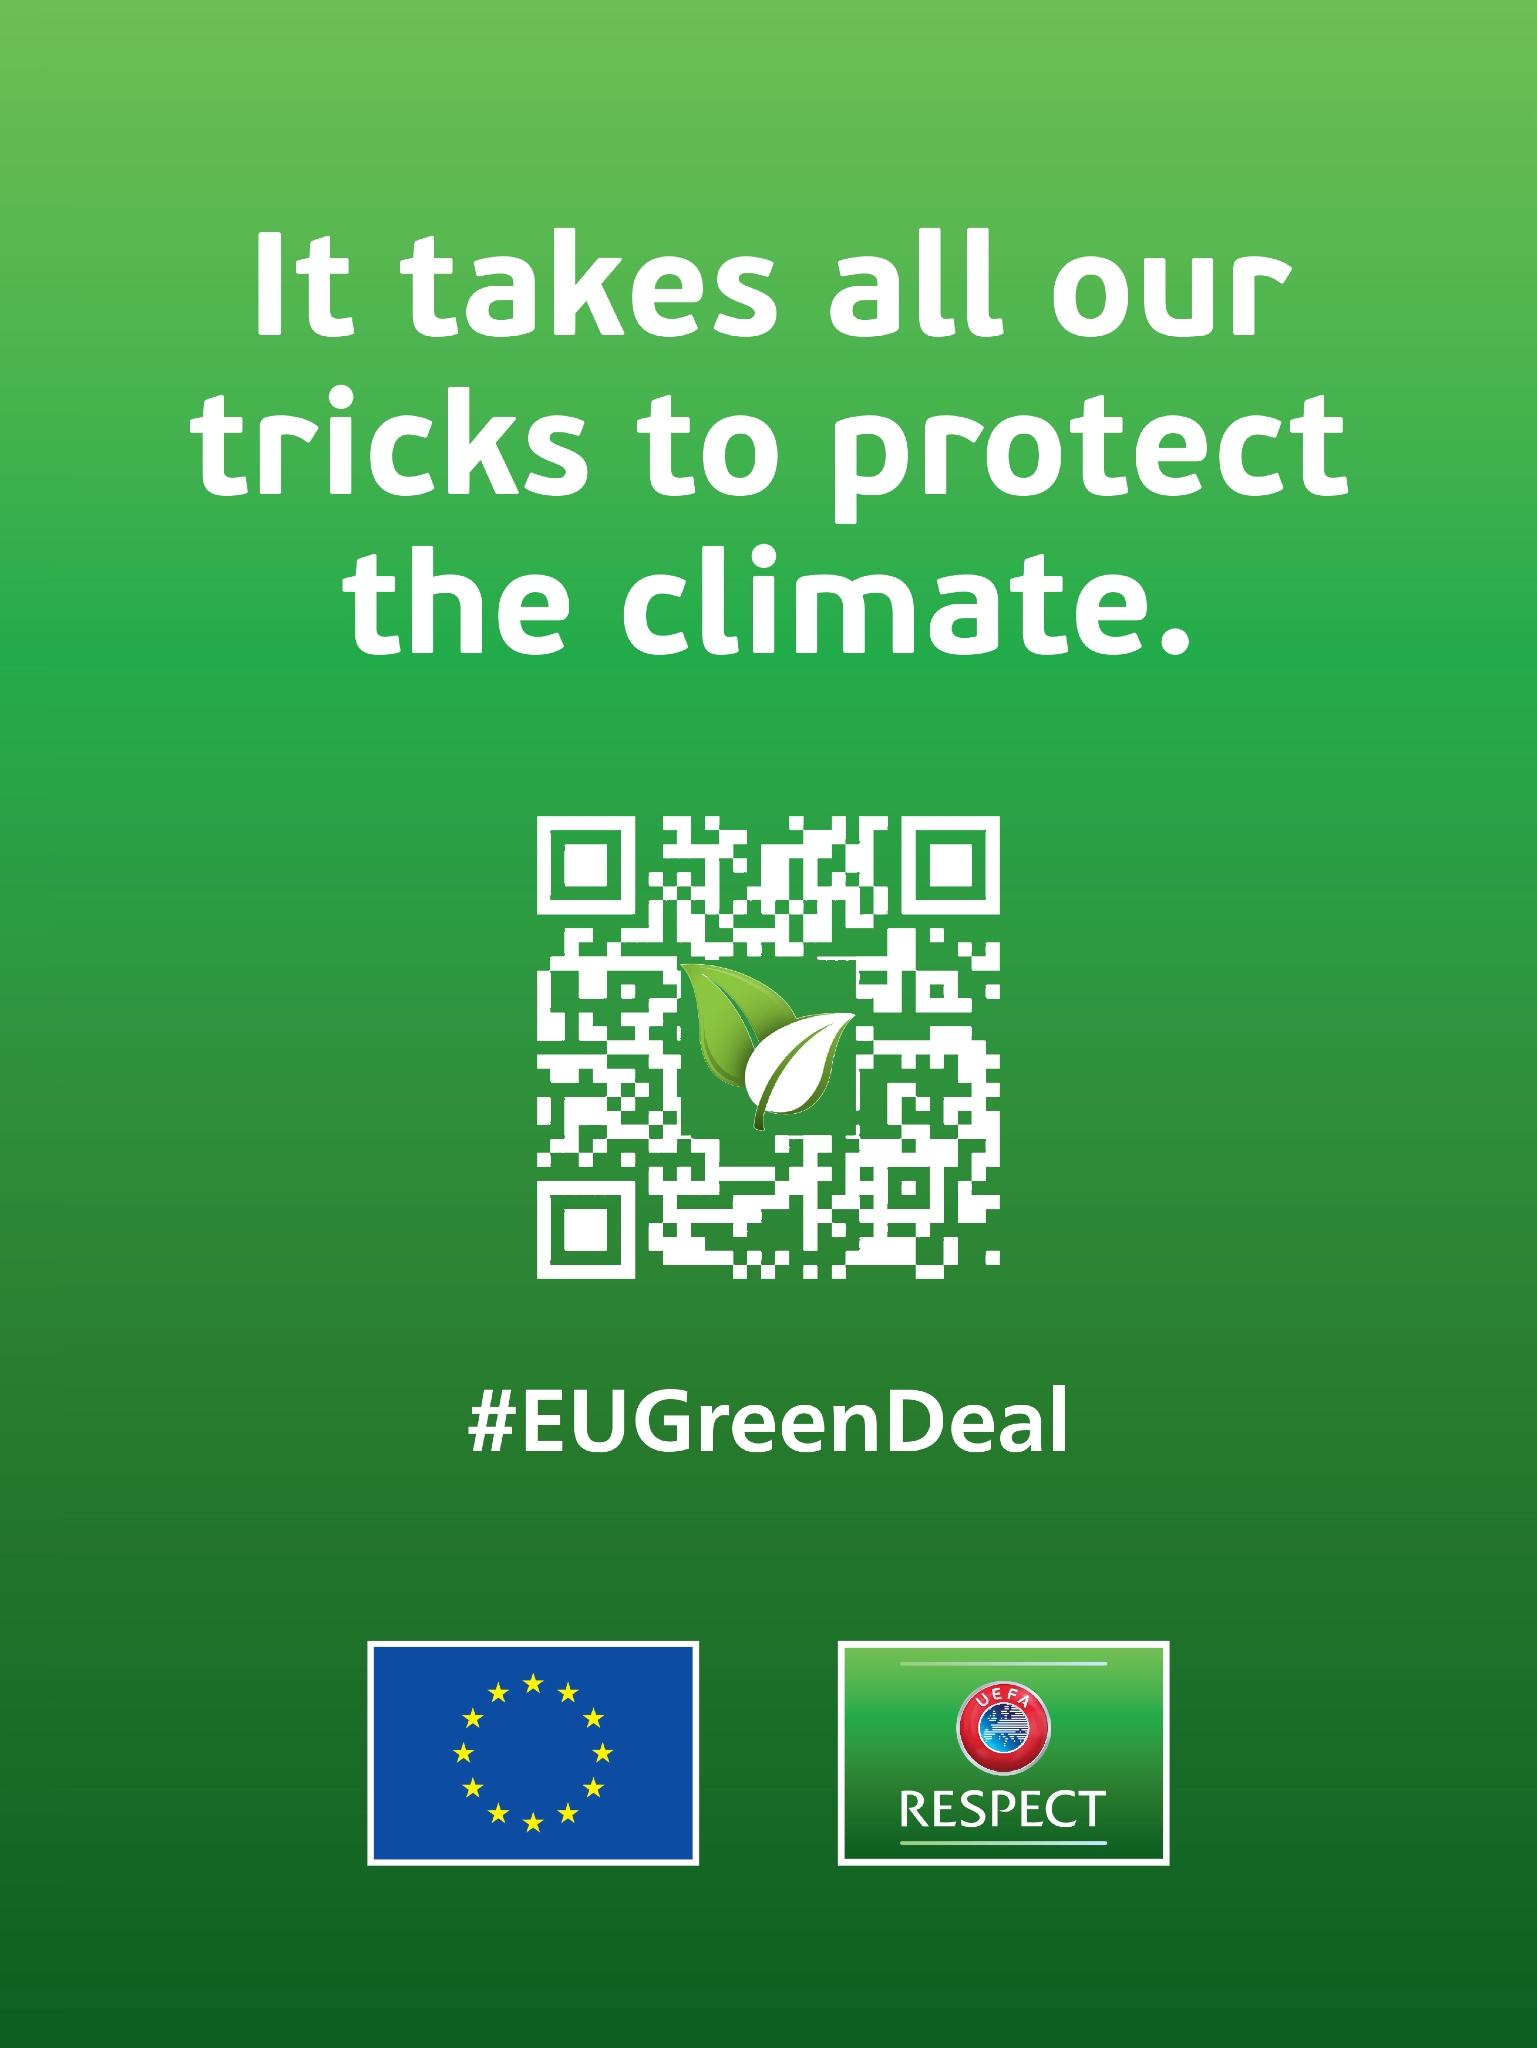 It takes all our
tricks to protect
the climate.
#EUGreenDeal
UEFA
RESPECT